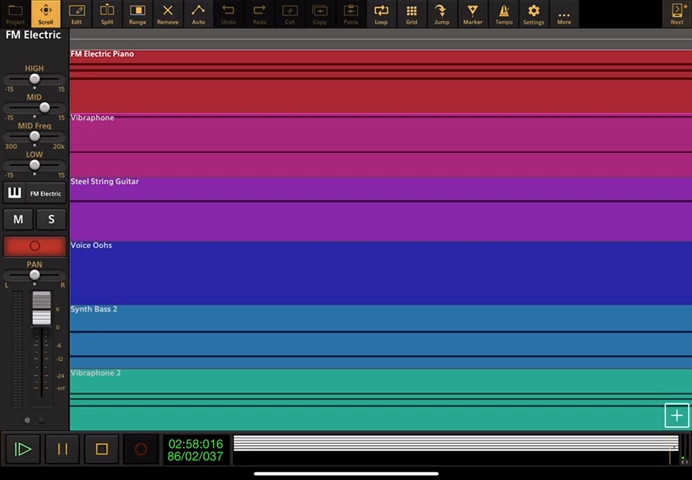 Project Scroll Edit Split Range Remove Auto Undo Redo Cut Copy Paste Loop Grid Jump Marker Tempo Settings More Next
FM Electric
HIGH
-15 15
MID
-15 15
MID Freq
300 20k
LOW
-15 15
FM Electric
M S
PAN
L R
6
0
-6
-12
-24
-inf
FM Electric Piano
Vibraphone
Steel String Guitar
Voice Oohs
Synth Bass 2
Vibraphone 2
02:58:016
86/02/037